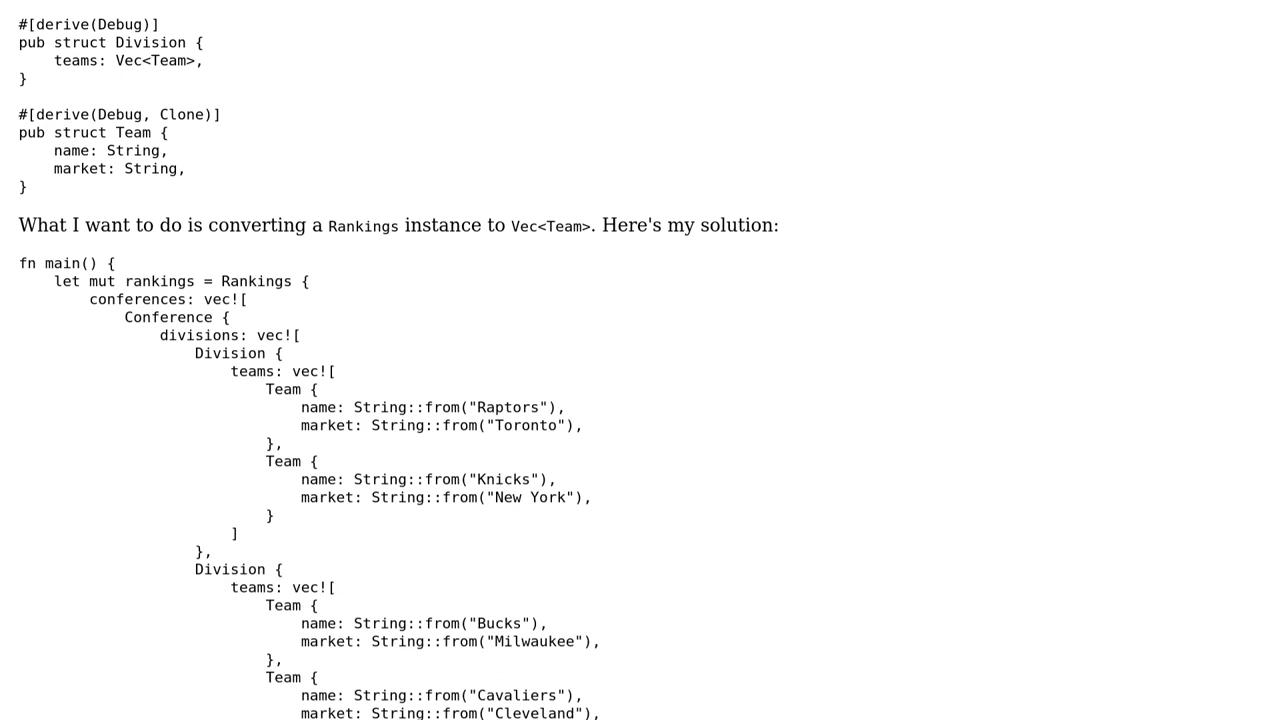 #[derive(Debug)]
pub struct Division {
    teams: Vec<Team>,
}

#[derive(Debug, Clone)]
pub struct Team {
    name: String,
    market: String,
}

What I want to do is converting a Rankings instance to Vec<Team>. Here's my solution:

fn main() {
    let mut rankings = Rankings {
        conferences: vec![
            Conference {
                divisions: vec![
                    Division {
                        teams: vec![
                            Team {
                                name: String::from("Raptors"),
                                market: String::from("Toronto"),
                            },
                            Team {
                                name: String::from("Knicks"),
                                market: String::from("New York"),
                            }
                        ]
                    },
                    Division {
                        teams: vec![
                            Team {
                                name: String::from("Bucks"),
                                market: String::from("Milwaukee"),
                            },
                            Team {
                                name: String::from("Cavaliers"),
                                market: String::from("Cleveland"),